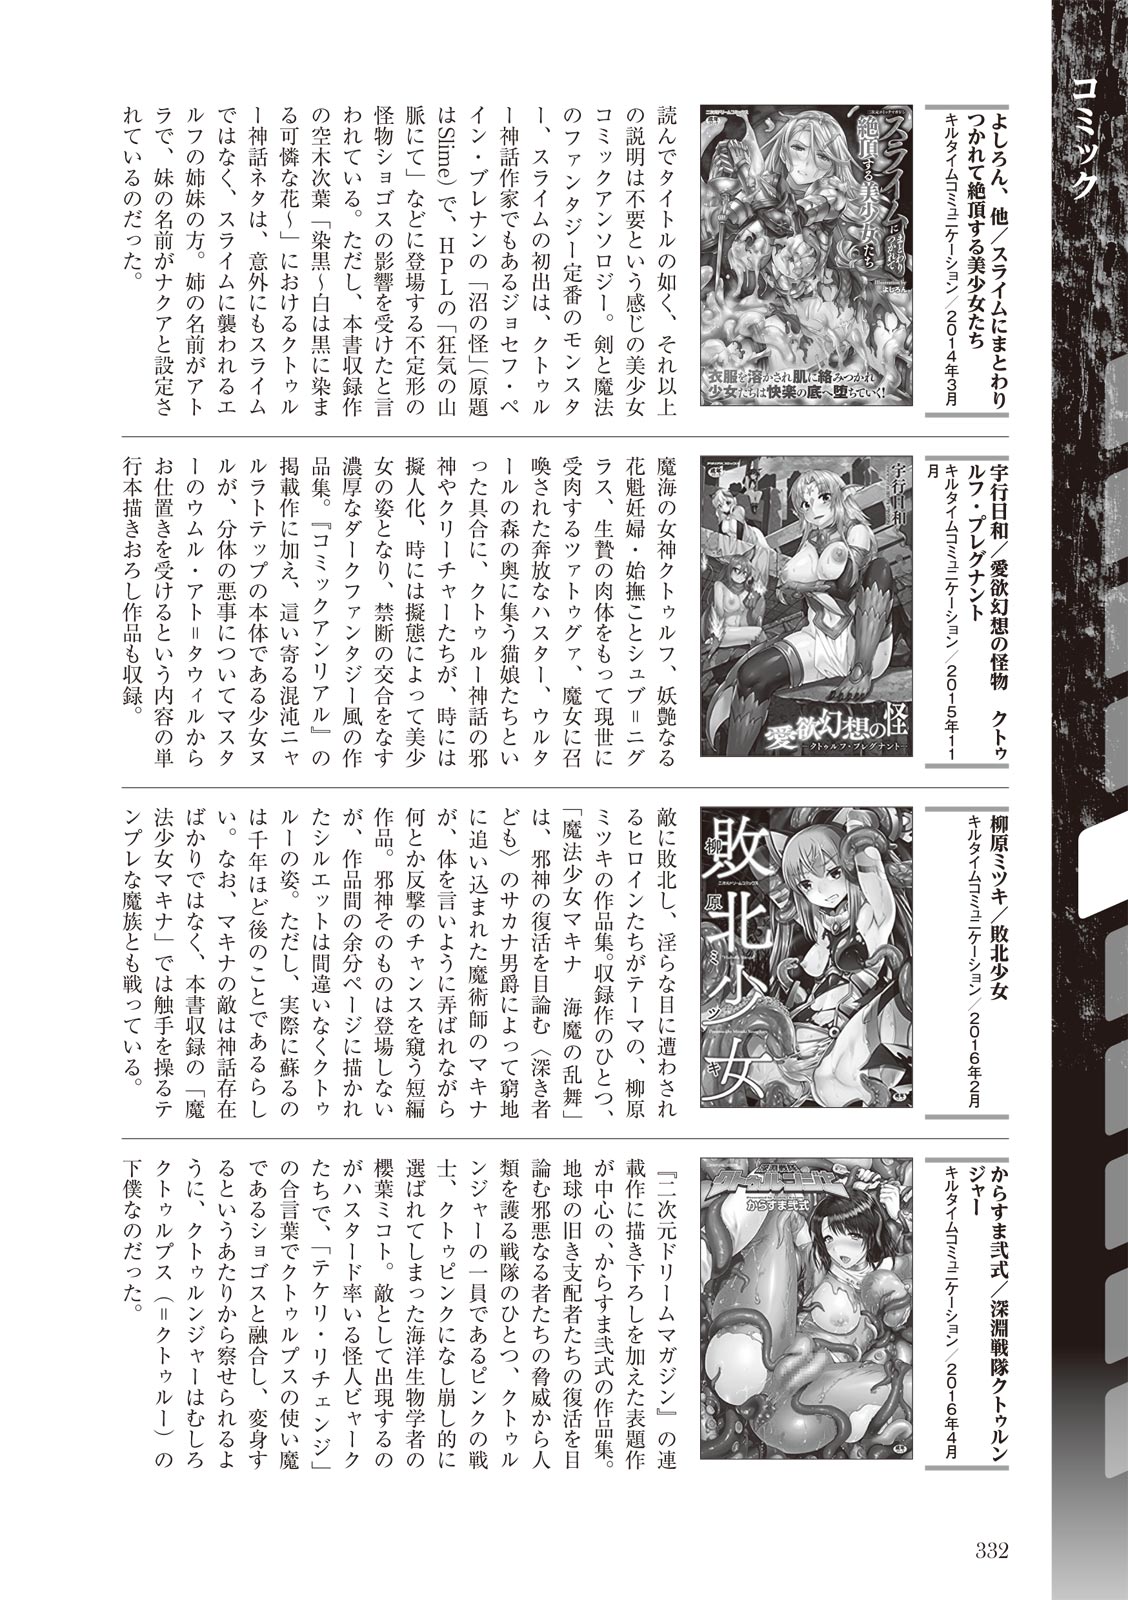 コミック
よしろん、他／スライムにまとわり
つかれて絶頂する美少女たち
キルタイムコミュニケーション／2014年3月
スライムにまとわりつかれて
絶頂する美少女たち
よしろん
衣服を溶かされ肌に絡みつかれ
少女たちは快楽の底へ堕ちていく!
読んでタイトルの如く、それ以上
の説明は不要という感じの美少女
コミックアンソロジー。剣と魔法
のファンタジー定番のモンスタ
ー、スライムの初出は、クトゥル
ー神話作家でもあるジョセフ・ペ
イン・ブレナンの「沼の怪」（原題
はSlime）で、HPLの「狂気の山
脈にて」などに登場する不定形の
怪物ショゴスの影響を受けたと言
われている。ただし、本書収録作
の空木次葉「染黒～白は黒に染ま
る可憐な花～」におけるクトゥル
ー神話ネタは、意外にもスライム
ではなく、スライムに襲われるエ
ルフの姉妹の方。姉の名前がアト
ラで、妹の名前がナクアと設定さ
れているのだった。
宇行日和／愛欲幻想の怪物　クトゥ
ルフ・プレグナント
キルタイムコミュニケーション／2015年11
月
宇行日和
愛欲幻想の怪
クトゥルフ・プレグナント
魔海の女神クトゥルフ、妖艶なる
花魁妊婦・始撫ことシュブ＝ニグ
ラス、生贄の肉体をもって現世に
受肉するツァトゥグァ、魔女に召
喚された奔放なハスター、ウルタ
ールの森の奥に集う猫娘たちとい
った具合に、クトゥルー神話の邪
神やクリーチャーたちが、時には
擬人化、時には擬態によって美少
女の姿となり、禁断の交合をなす
濃厚なダークファンタジー風の作
品集。『コミックアンリアル』の
掲載作に加え、這い寄る混沌ニャ
ルラトテップの本体である少女ヌ
ルが、分体の悪事についてマスタ
ーのウムル・アト＝タウィルから
お仕置きを受けるという内容の単
行本描きおろし作品も収録。
柳原ミツキ／敗北少女
キルタイムコミュニケーション／2016年2月
敗北少女
柳原ミツキ
敵に敗北し、淫らな目に遭わされ
るヒロインたちがテーマの、柳原
ミツキの作品集。収録作のひとつ、
「魔法少女マキナ　海魔の乱舞」
は、邪神の復活を目論む〈深き者
ども〉のサカナ男爵によって窮地
に追い込まれた魔術師のマキナ
が、体を言いように弄ばれながら
何とか反撃のチャンスを窺う短編
作品。邪神そのものは登場しない
が、作品間の余分ページに描かれ
たシルエットは間違いなくクトゥ
ルーの姿。ただし、実際に蘇るの
は千年ほど後のことであるらし
い。なお、マキナの敵は神話存在
ばかりではなく、本書収録の「魔
法少女マキナ」では触手を操るテ
ンプレな魔族とも戦っている。
からすま弐式／深淵戦隊クトゥルン
ジャー
キルタイムコミュニケーション／2016年4月
深淵戦隊
クトゥルンジャー
からすま弐式
『二次元ドリームマガジン』の連
載作に描き下ろしを加えた表題作
が中心の、からすま弐式の作品集。
地球の旧き支配者たちの復活を目
論む邪悪なる者たちの脅威から人
類を護る戦隊のひとつ、クトゥル
ンジャーの一員であるピンクの戦
士、クトゥピンクになし崩し的に
選ばれてしまった海洋生物学者の
櫻葉ミコト。敵として出現するの
がハスタード率いる怪人ビャーク
たちで、「テケリ・リチェンジ」
の合言葉でクトゥルプスの使い魔
であるショゴスと融合し、変身す
るというあたりから察せられるよ
うに、クトゥルンジャーはむしろ
クトゥルプス（＝クトゥルー）の
下僕なのだった。
332